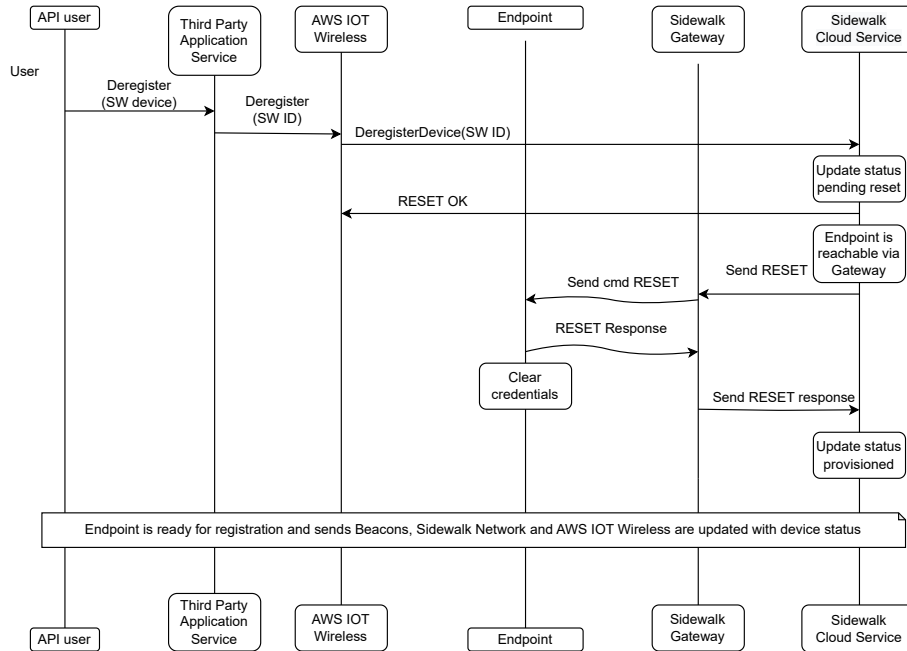 API user
Third Party
Application
Service
AWS IOT
Wireless
Endpoint
Sidewalk
Gateway
Sidewalk
Cloud Service
User
Deregister
(SW device)
Deregister
(SW ID)
DeregisterDevice(SW ID)
Update status
pending reset
RESET OK
Endpoint is
reachable via
Gateway
Send RESET
Send cmd RESET
RESET Response
Clear
credentials
Send RESET response
Update status
provisioned
Endpoint is ready for registration and sends Beacons, Sidewalk Network and AWS IOT Wireless are updated with device status
API user
Third Party
Application
Service
AWS IOT
Wireless
Endpoint
Sidewalk
Gateway
Sidewalk
Cloud Service